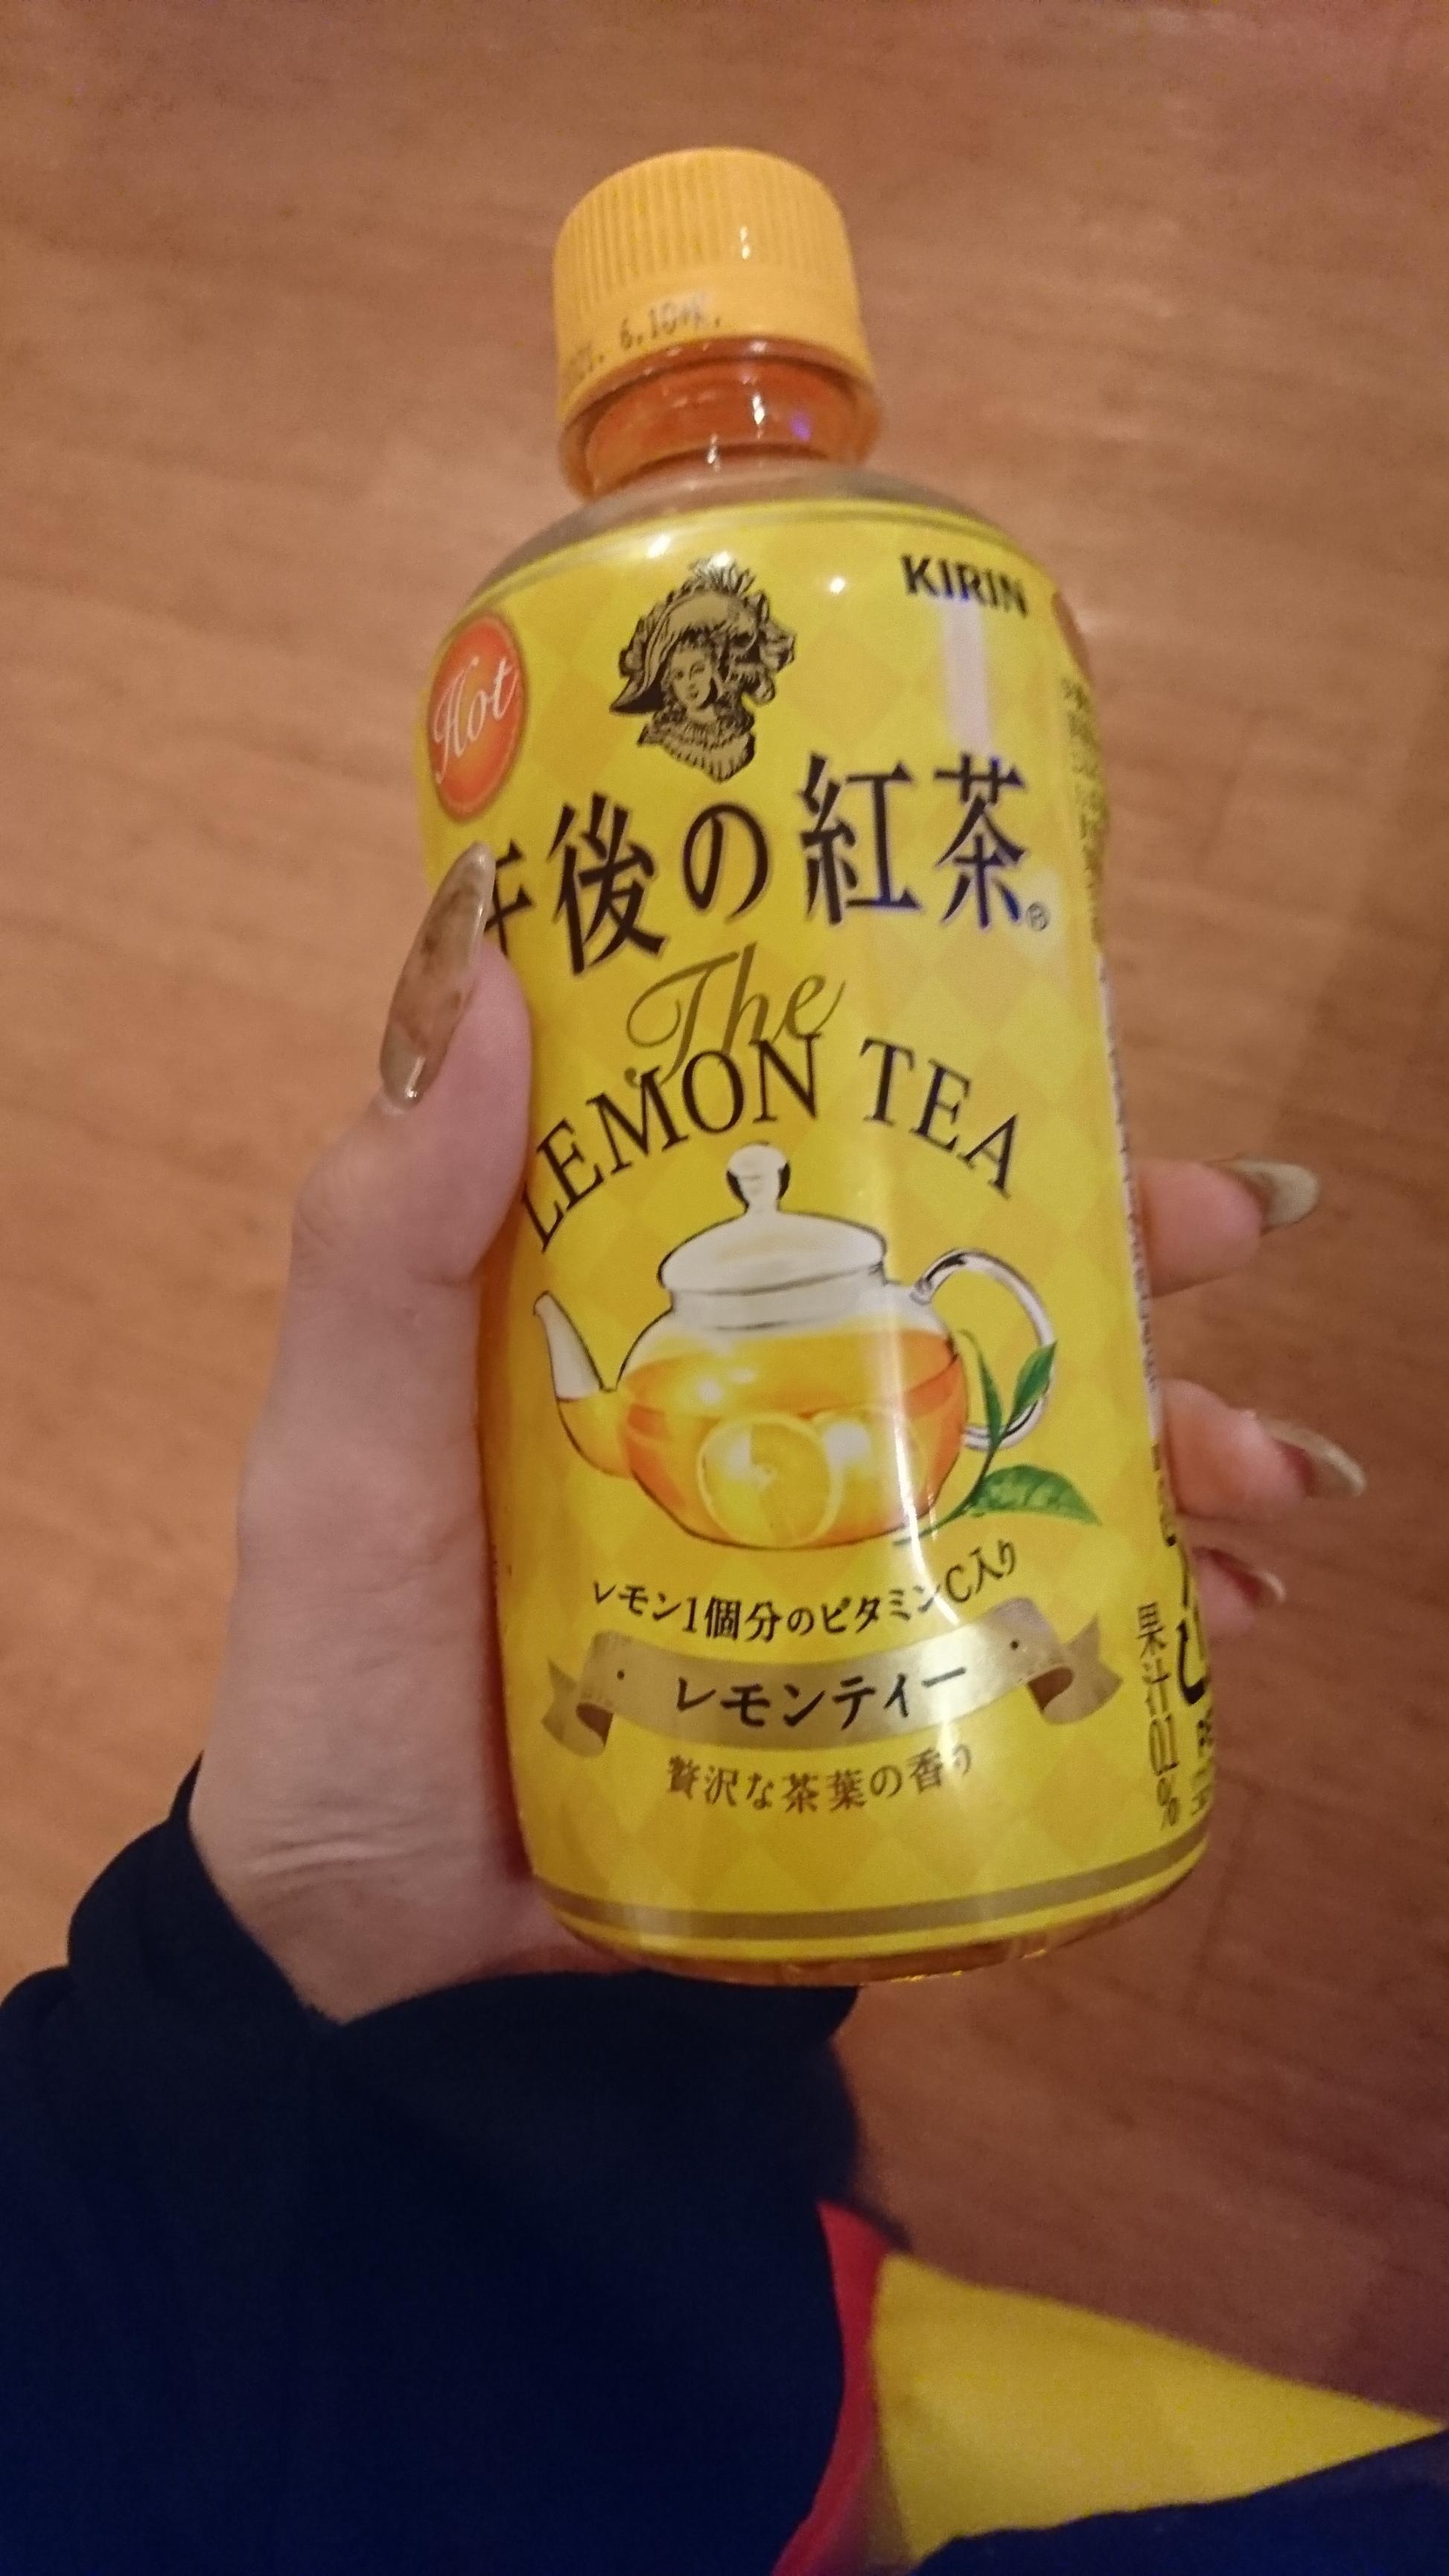 6.10
KIRIN
Hot
午後の紅茶®
The
LEMON TEA
レモン1個分のビタミンC入り
レモンティー
贅沢な茶葉の香り
果汁0.1%